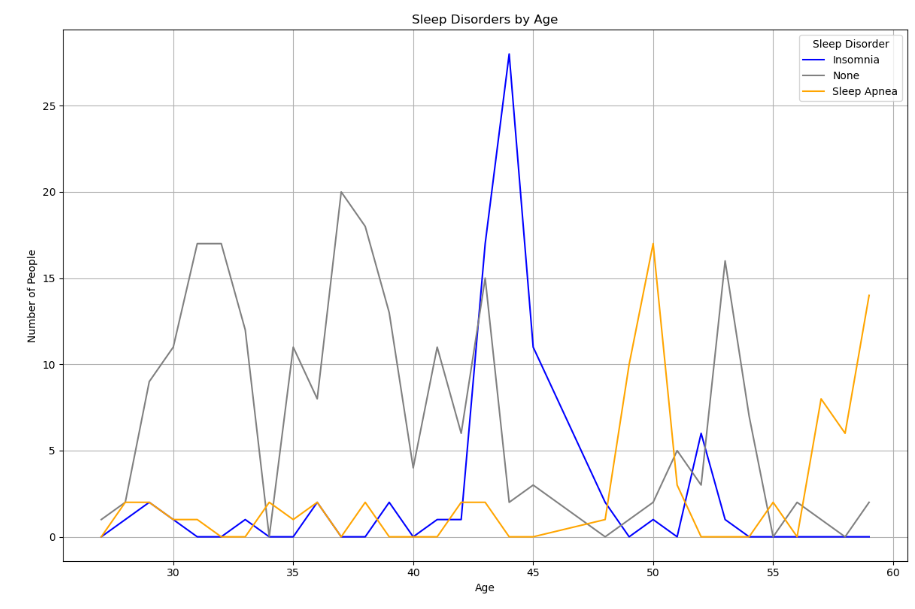 Sleep Disorders by Age
Sleep Disorder
Insomnia
None
Sleep Apnea
Number of People
25
20
15
10
5
0
30 35 40 45 50 55 60
Age